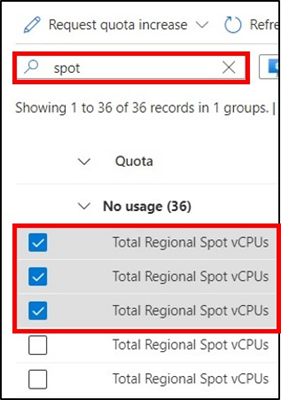 Request quota increase Refre
spot
Showing 1 to 36 of 36 records in 1 groups. |
Quota
No usage (36)
Total Regional Spot vCPUs
Total Regional Spot vCPUs
Total Regional Spot vCPUs
Total Regional Spot vCPUs
Total Regional Spot vCPUs